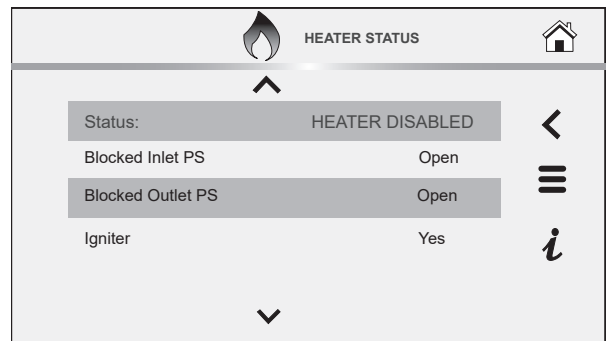 HEATER STATUS
Status: HEATER DISABLED
Blocked Inlet PS Open
Blocked Outlet PS Open
Igniter Yes
i